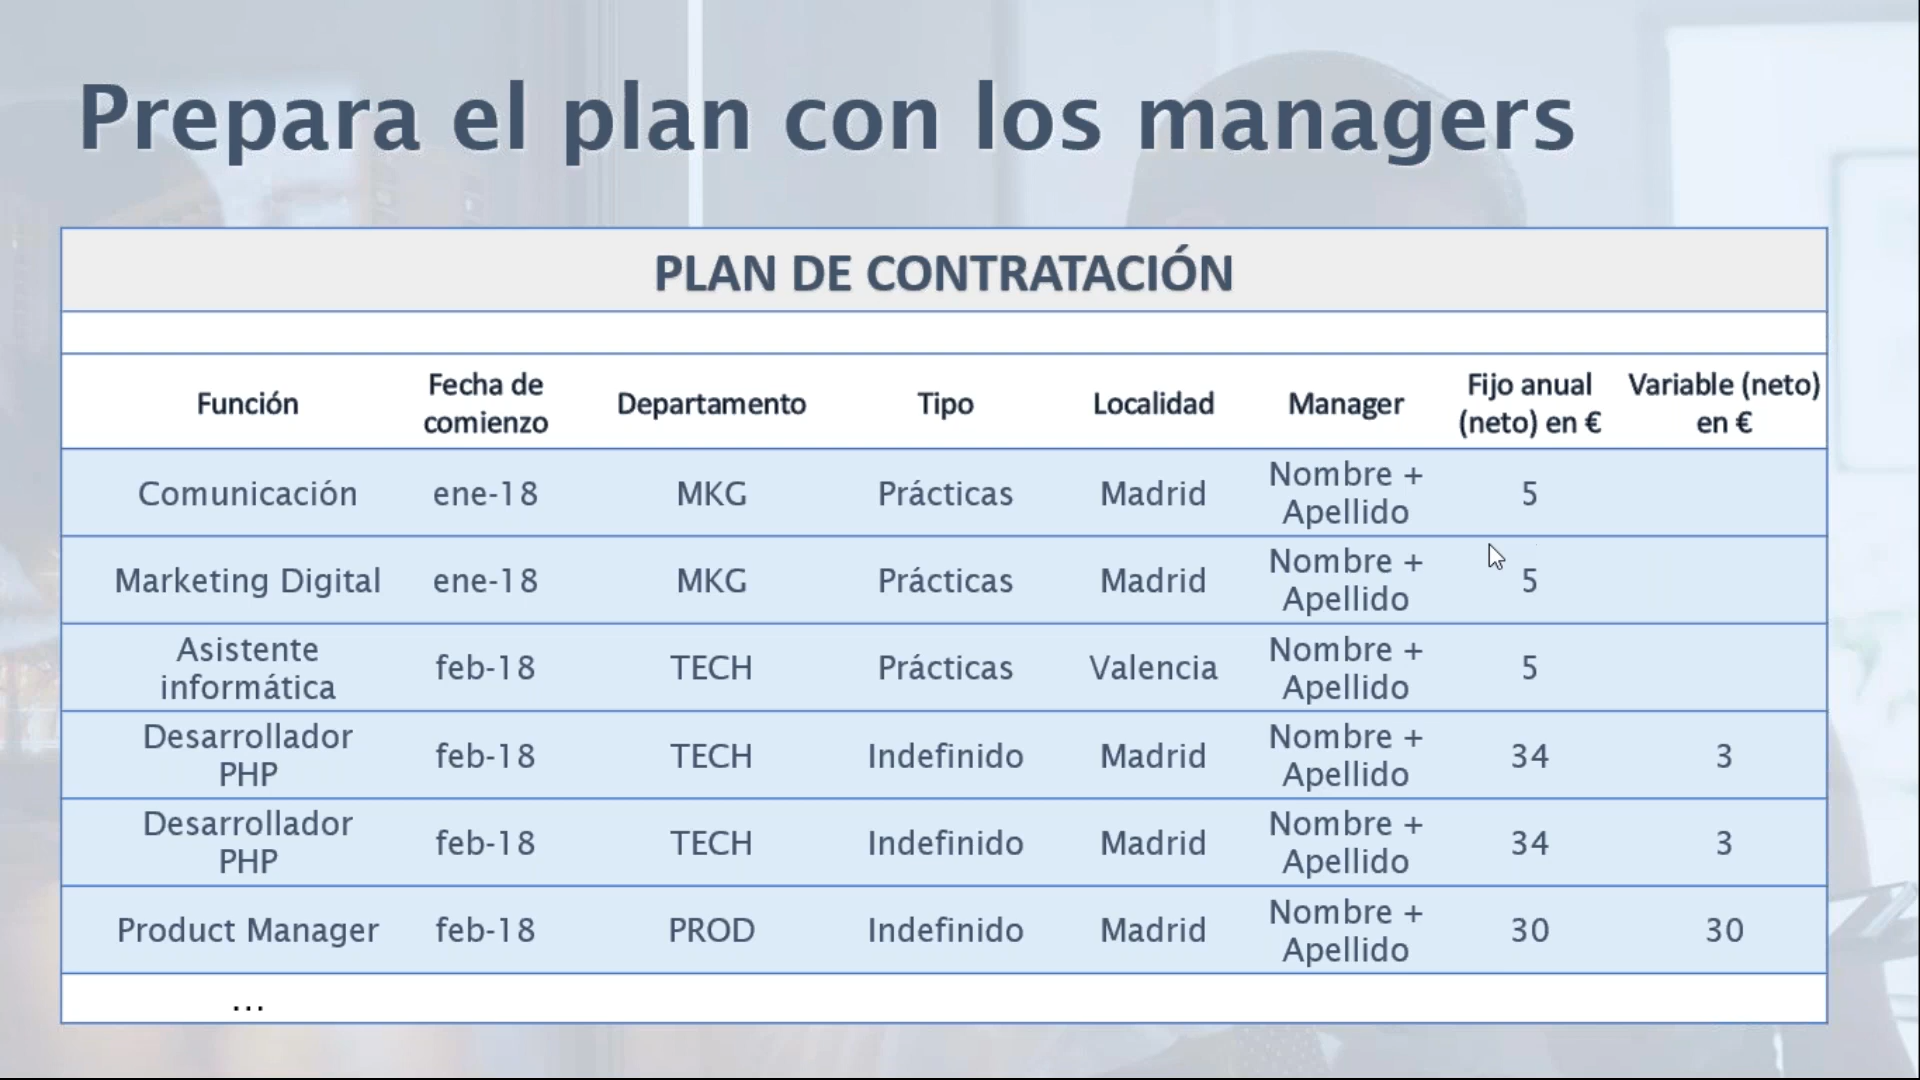 Prepara el plan con los managers
PLAN DE CONTRATACIÓN
Función Fecha de comienzo Departamento Tipo Localidad Manager Fijo anual (neto) en € Variable (neto) en €
Comunicación ene-18 MKG Prácticas Madrid Nombre + Apellido 5
Marketing Digital ene-18 MKG Prácticas Madrid Nombre + Apellido 5
Asistente informática feb-18 TECH Prácticas Valencia Nombre + Apellido 5
Desarrollador PHP feb-18 TECH Indefinido Madrid Nombre + Apellido 34 3
Desarrollador PHP feb-18 TECH Indefinido Madrid Nombre + Apellido 34 3
Product Manager feb-18 PROD Indefinido Madrid Nombre + Apellido 30 30
...